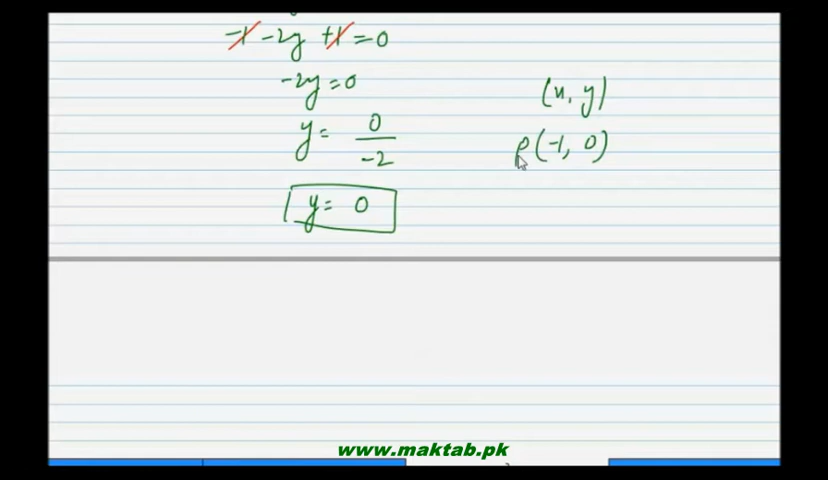 -1 -2y +1 = 0
-2y = 0
y = 0/-2
y = 0
(x, y)
P(-1, 0)
www.maktab.pk